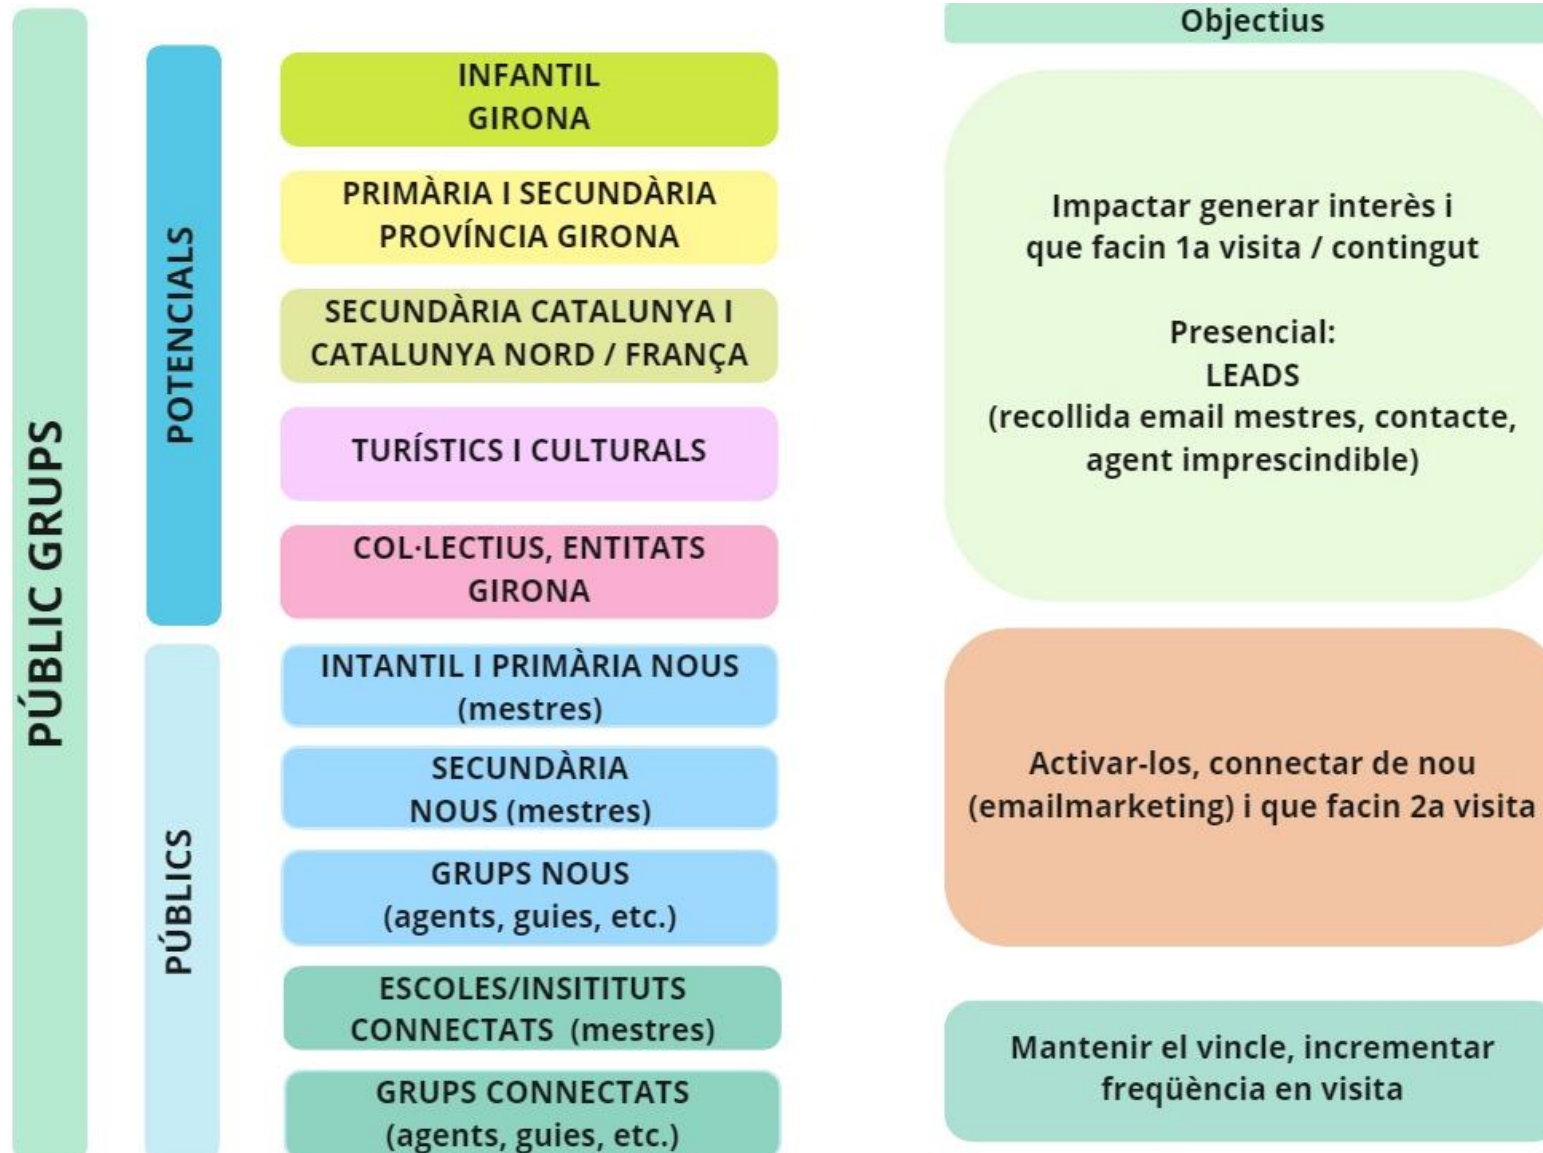 PÚBLIC GRUPS
POTENCIALS
INFANTIL
GIRONA
PRIMÀRIA I SECUNDÀRIA
PROVÍNCIA GIRONA
SECUNDÀRIA CATALUNYA I
CATALUNYA NORD / FRANÇA
TURÍSTICS I CULTURALS
COL·LECTIUS, ENTITATS
GIRONA
PÚBLICS
INTANTIL I PRIMÀRIA NOUS
(mestres)
SECUNDÀRIA
NOUS (mestres)
GRUPS NOUS
(agents, guies, etc.)
ESCOLES/INSITITUTS
CONNECTATS (mestres)
GRUPS CONNECTATS
(agents, guies, etc.)
Objectius
Impactar generar interès i
que facin 1a visita / contingut
Presencial:
LEADS
(recollida email mestres, contacte,
agent imprescindible)
Activar-los, connectar de nou
(emailmarketing) i que facin 2a visita
Mantenir el vincle, incrementar
freqüència en visita